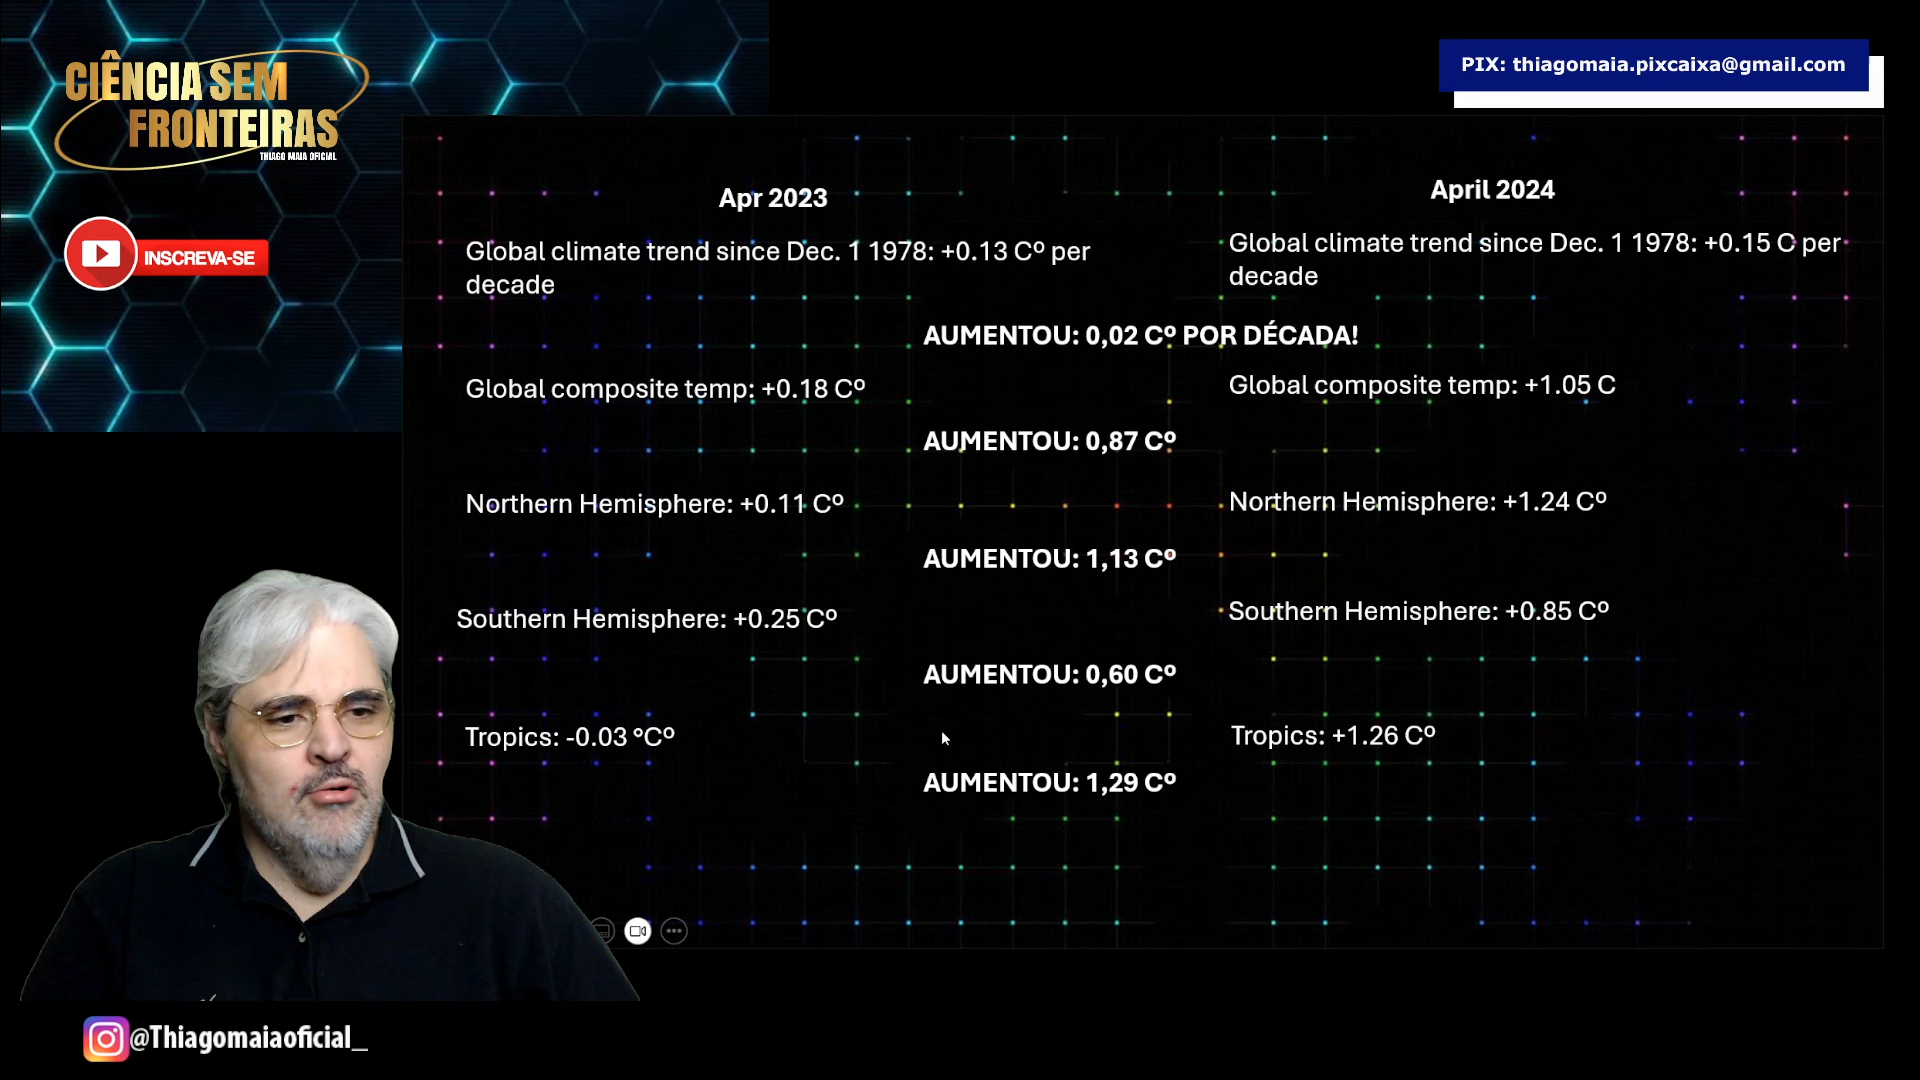 CIÊNCIA SEM
FRONTEIRAS
THIAGO MAIA OFICIAL
INSCREVA-SE
PIX: thiagomaia.pixcaixa@gmail.com
Apr 2023
April 2024
Global climate trend since Dec. 1 1978: +0.13 Cº per
decade
Global climate trend since Dec. 1 1978: +0.15 C per
decade
AUMENTOU: 0,02 Cº POR DÉCADA!
Global composite temp: +0.18 Cº
Global composite temp: +1.05 C
AUMENTOU: 0,87 Cº
Northern Hemisphere: +0.11 Cº
Northern Hemisphere: +1.24 Cº
AUMENTOU: 1,13 Cº
Southern Hemisphere: +0.25 Cº
Southern Hemisphere: +0.85 Cº
AUMENTOU: 0,60 Cº
Tropics: -0.03 °Cº
Tropics: +1.26 Cº
AUMENTOU: 1,29 Cº
@Thiagomaiaoficial_